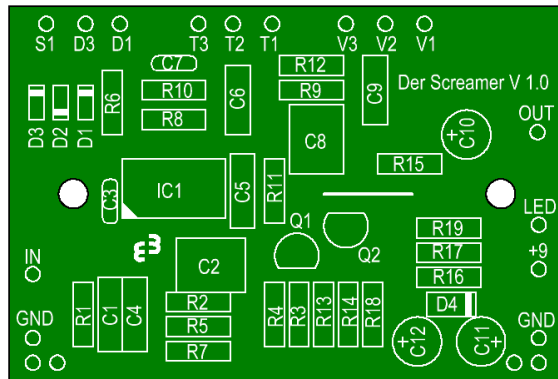 S1 D3 D1 T3 T2 T1 V3 V2 V1
C7 R12
R6 R10 C6 R9 C9 Der Screamer V 1.0
R8 C8 C10 OUT
D3 D2 D1
R15
C3 IC1 C5 R11
LED
Q1 R19
IN C2 Q2 R17 +9
R16
R1 C1 C4 R2 R4 R3 R13 R14 R18 D4
GND R5 C12 C11 GND
R7